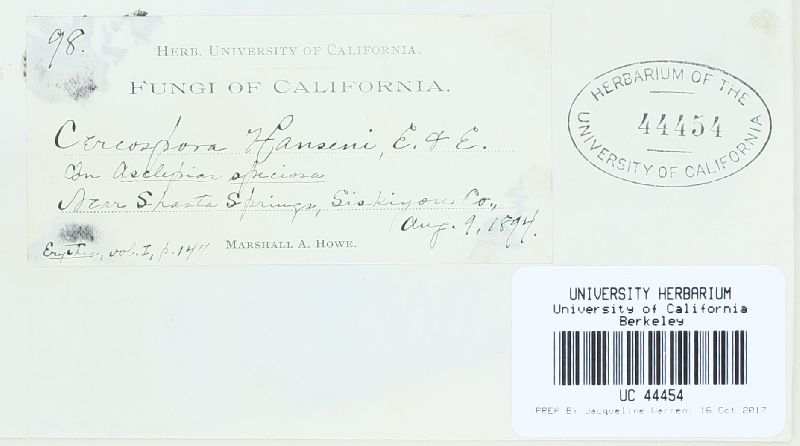 98.
HERB. UNIVERSITY OF CALIFORNIA.
FUNGI OF CALIFORNIA.
Cercospora Hanseni, E. & E.
On Asclepias speciosa
Near Shasta Springs, Siskiyou Co.,
Aug. 9, 1894.
Erythea, vol. I, p. 147
MARSHALL A. HOWE.
HERBARIUM OF THE
44454
UNIVERSITY OF CALIFORNIA
UNIVERSITY HERBARIUM
University of California
Berkeley
UC 44454
PREP BY Jacqueline Warren, 16 Oct 2017